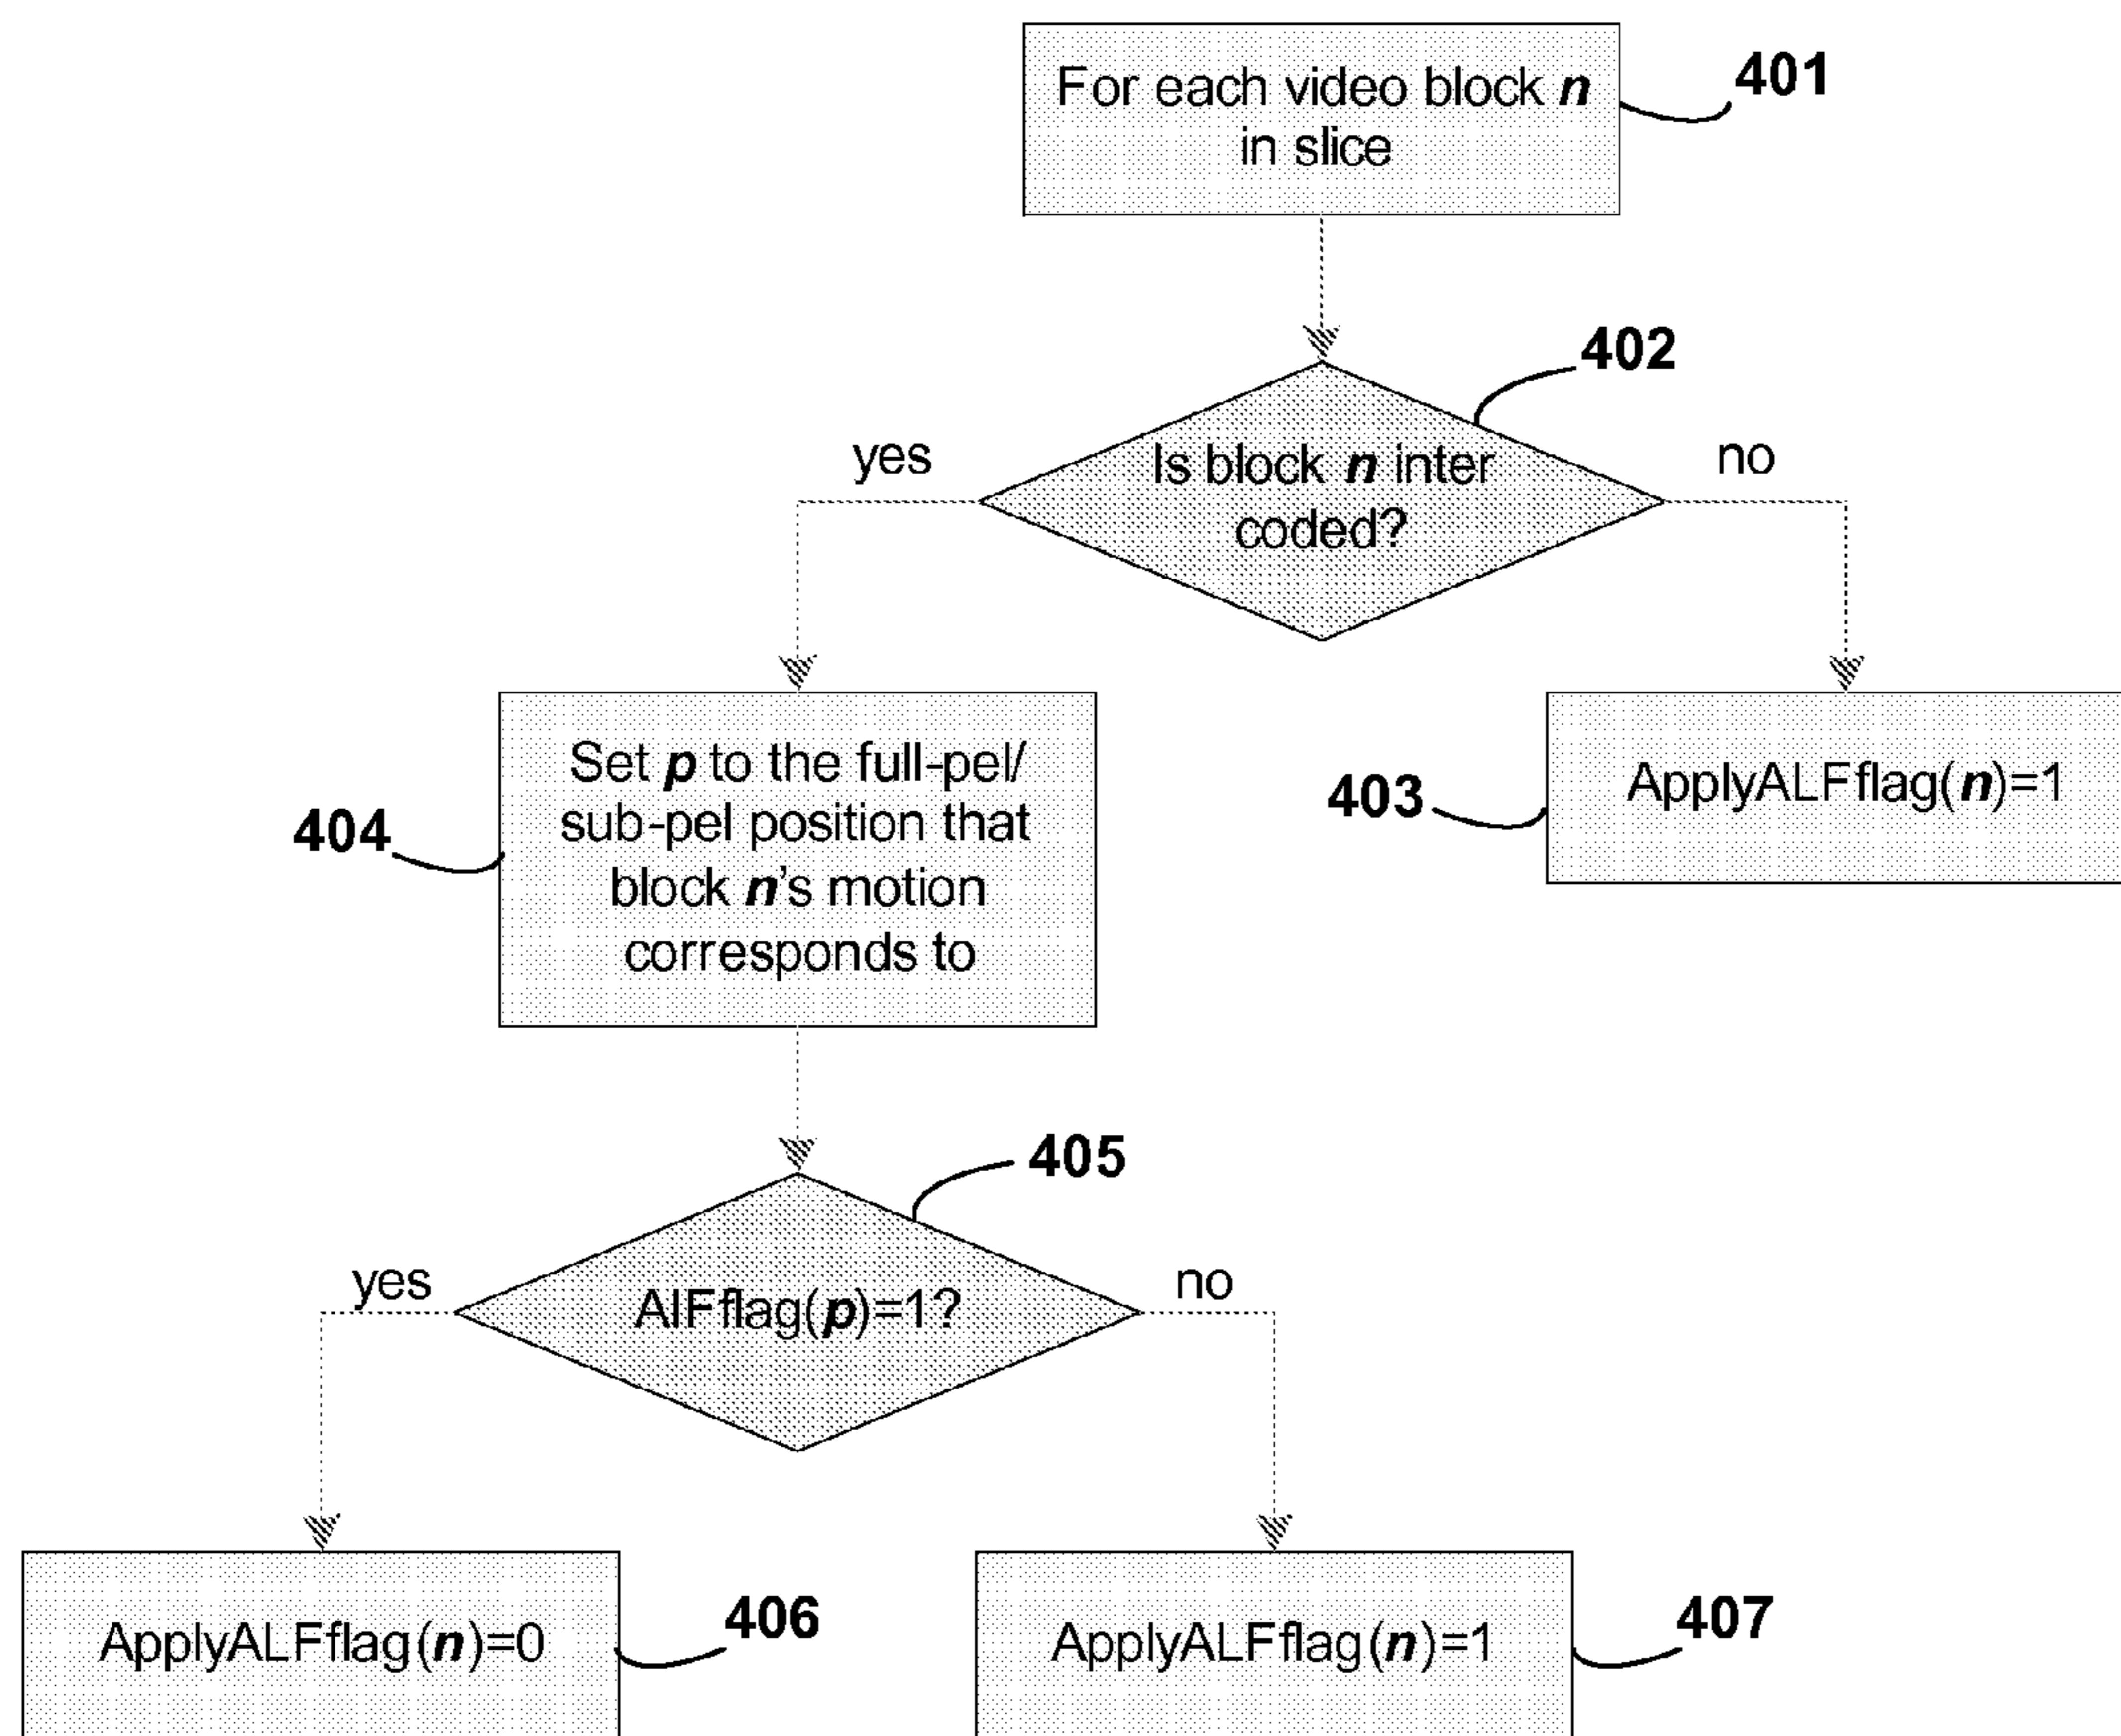 For each video block n
in slice
401
402
yes
Is block n inter
coded?
no
Set p to the full-pel/
sub-pel position that
block n's motion
corresponds to
404
403
ApplyALFflag(n)=1
405
yes
AIFflag(p)=1?
no
ApplyALFflag(n)=0
406
ApplyALFflag(n)=1
407